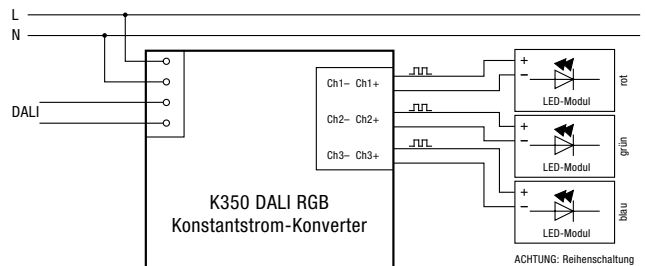 L
N
DALI
Ch1– Ch1+
Ch2– Ch2+
Ch3– Ch3+
K350 DALI RGB
Konstantstrom-Konverter
+
–
LED-Modul
rot
+
–
LED-Modul
grün
+
–
LED-Modul
blau
ACHTUNG: Reihenschaltung